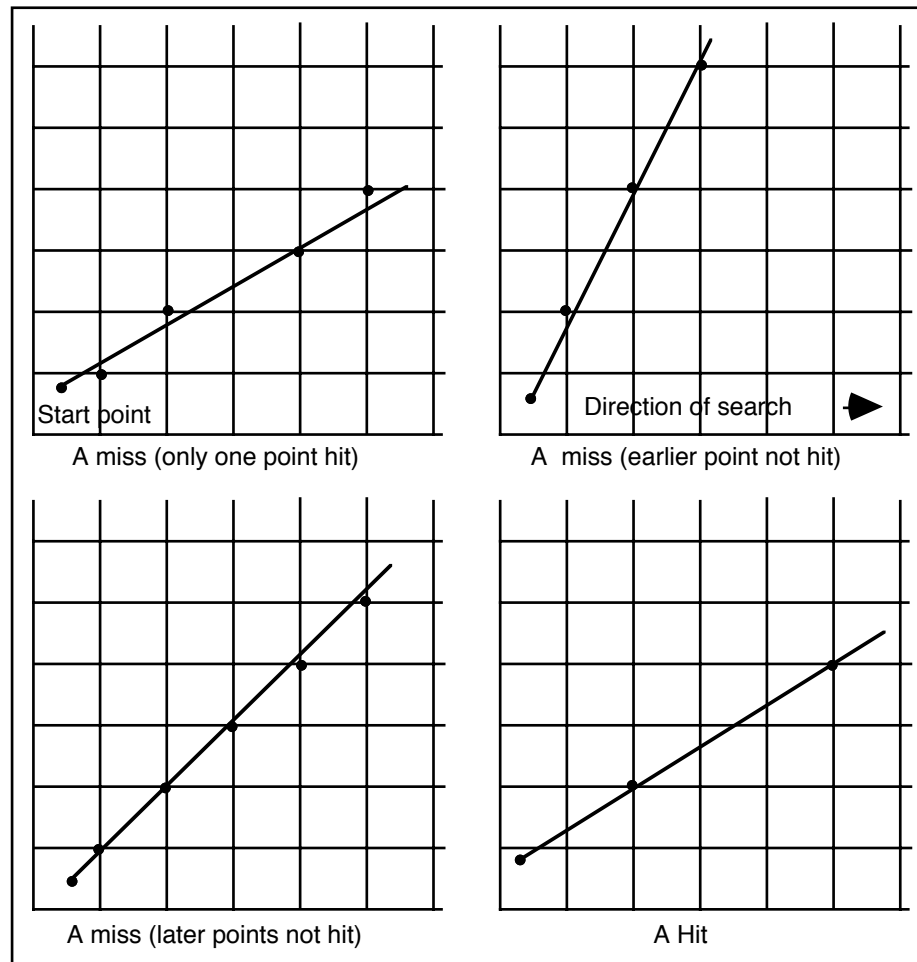 Start point
Direction of search
A miss (only one point hit)
A miss (earlier point not hit)
A miss (later points not hit)
A Hit